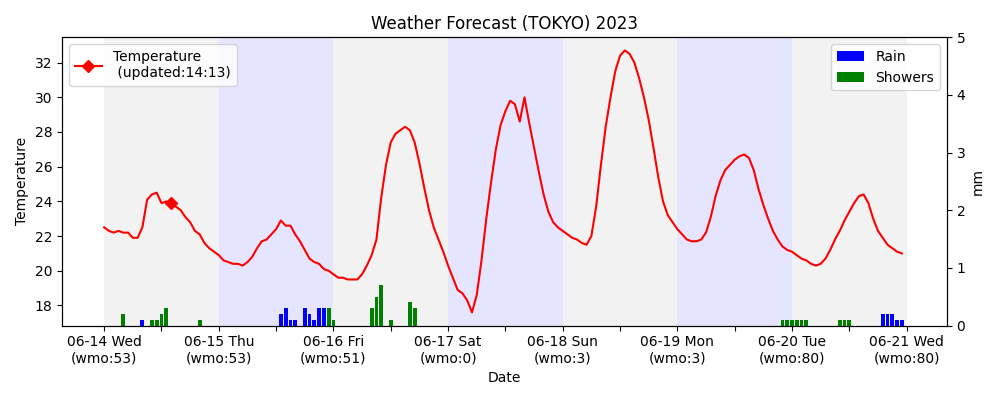 Weather Forecast (TOKYO) 2023
Temperature
(updated:14:13)
Rain
Showers
Temperature
32
30
28
26
24
22
20
18
5
4
3
2
1
0
mm
06-14 Wed
(wmo:53)
06-15 Thu
(wmo:53)
06-16 Fri
(wmo:51)
06-17 Sat
(wmo:0)
06-18 Sun
(wmo:3)
06-19 Mon
(wmo:3)
06-20 Tue
(wmo:80)
06-21 Wed
(wmo:80)
Date